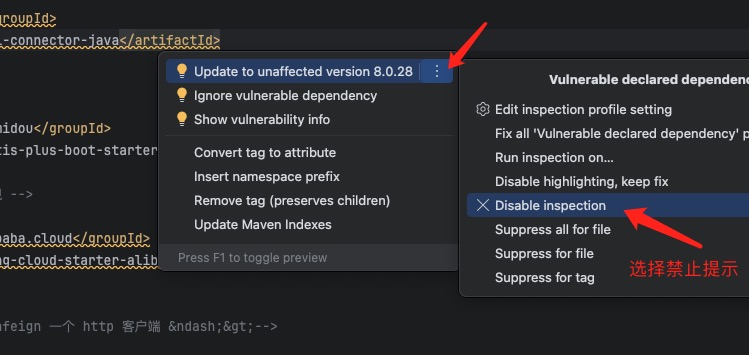 groupId>
-connector-java</artifactId>
Update to unaffected version 8.0.28
Ignore vulnerable dependency
Show vulnerability info
Convert tag to attribute
Insert namespace prefix
Remove tag (preserves children)
Update Maven Indexes
Press F1 to toggle preview
Vulnerable declared dependenc
Edit inspection profile setting
Fix all 'Vulnerable declared dependency' p
Run inspection on...
Disable highlighting, keep fix
Disable inspection
Suppress all for file
Suppress for file
Suppress for tag
选择禁止提示
midou</groupId>
tis-plus-boot-starter
-->
baba.cloud</groupId>
q-cloud-starter-alib
nfeign 一个 http 客户端 &ndash;&gt;-->